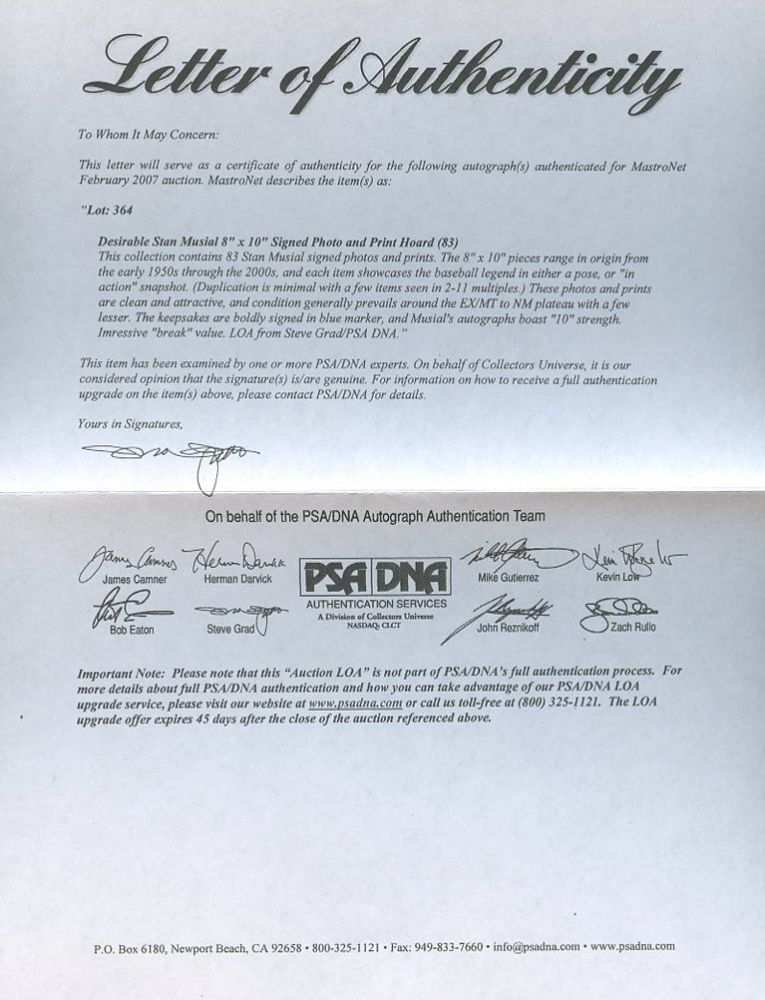 Letter of Authenticity
To Whom It May Concern:
This letter will serve as a certificate of authenticity for the following autograph(s) authenticated for MastroNet
February 2007 auction. MastroNet describes the item(s) as:
"Lot: 364
Desirable Stan Musial 8" x 10" Signed Photo and Print Hoard (83)
This collection contains 83 Stan Musial signed photos and prints. The 8" x 10" pieces range in origin from
the early 1950s through the 2000s, and each item showcases the baseball legend in either a pose, or "in
action" snapshot. (Duplication is minimal with a few items seen in 2-11 multiples.) These photos and prints
are clean and attractive, and condition generally prevails around the EX/MT to NM plateau with a few
lesser. The keepsakes are boldly signed in blue marker, and Musial's autographs boast "10" strength.
Imressive "break" value. LOA from Steve Grad/PSA DNA."
This item has been examined by one or more PSA/DNA experts. On behalf of Collectors Universe, it is our
considered opinion that the signature(s) is/are genuine. For information on how to receive a full authentication
upgrade on the item(s) above, please contact PSA/DNA for details.
Yours in Signatures,
On behalf of the PSA/DNA Autograph Authentication Team
James Camner Herman Darvick
James Camner Herman Darvick PSA DNA Mike Gutierrez Kevin Low
AUTHENTICATION SERVICES
A Division of Collectors Universe
NASDAQ: CLCT
Bob Eaton Steve Grad John Reznikoff Zach Rullo
Important Note: Please note that this "Auction LOA" is not part of PSA/DNA's full authentication process. For
more details about full PSA/DNA authentication and how you can take advantage of our PSA/DNA LOA
upgrade service, please visit our website at www.psadna.com or call us toll-free at (800) 325-1121. The LOA
upgrade offer expires 45 days after the close of the auction referenced above.
P.O. Box 6180, Newport Beach, CA 92658 • 800-325-1121 • Fax: 949-833-7660 • info@psadna.com • www.psadna.com